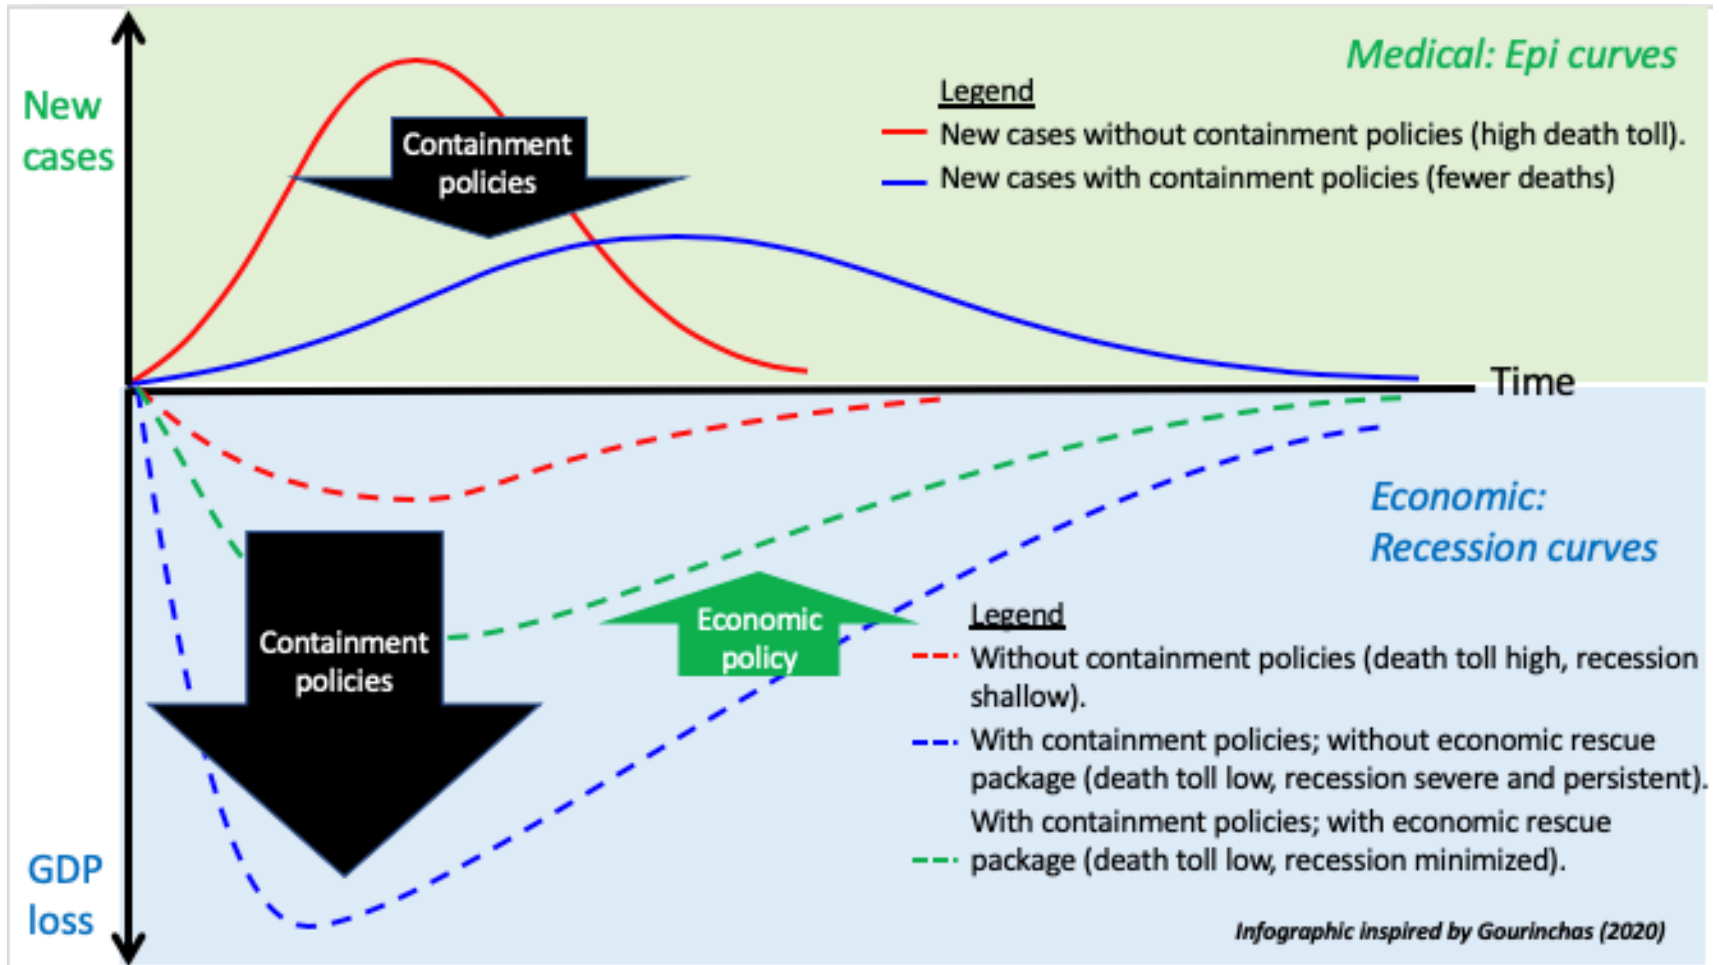 Medical: Epi curves
New
cases
Legend
New cases without containment policies (high death toll).
New cases with containment policies (fewer deaths)
Containment
policies
Time
Economic:
Recession curves
Containment
policies
Economic
policy
Legend
Without containment policies (death toll high, recession
shallow).
With containment policies; without economic rescue
package (death toll low, recession severe and persistent).
With containment policies; with economic rescue
package (death toll low, recession minimized).
GDP
loss
Infographic inspired by Gourinchas (2020)